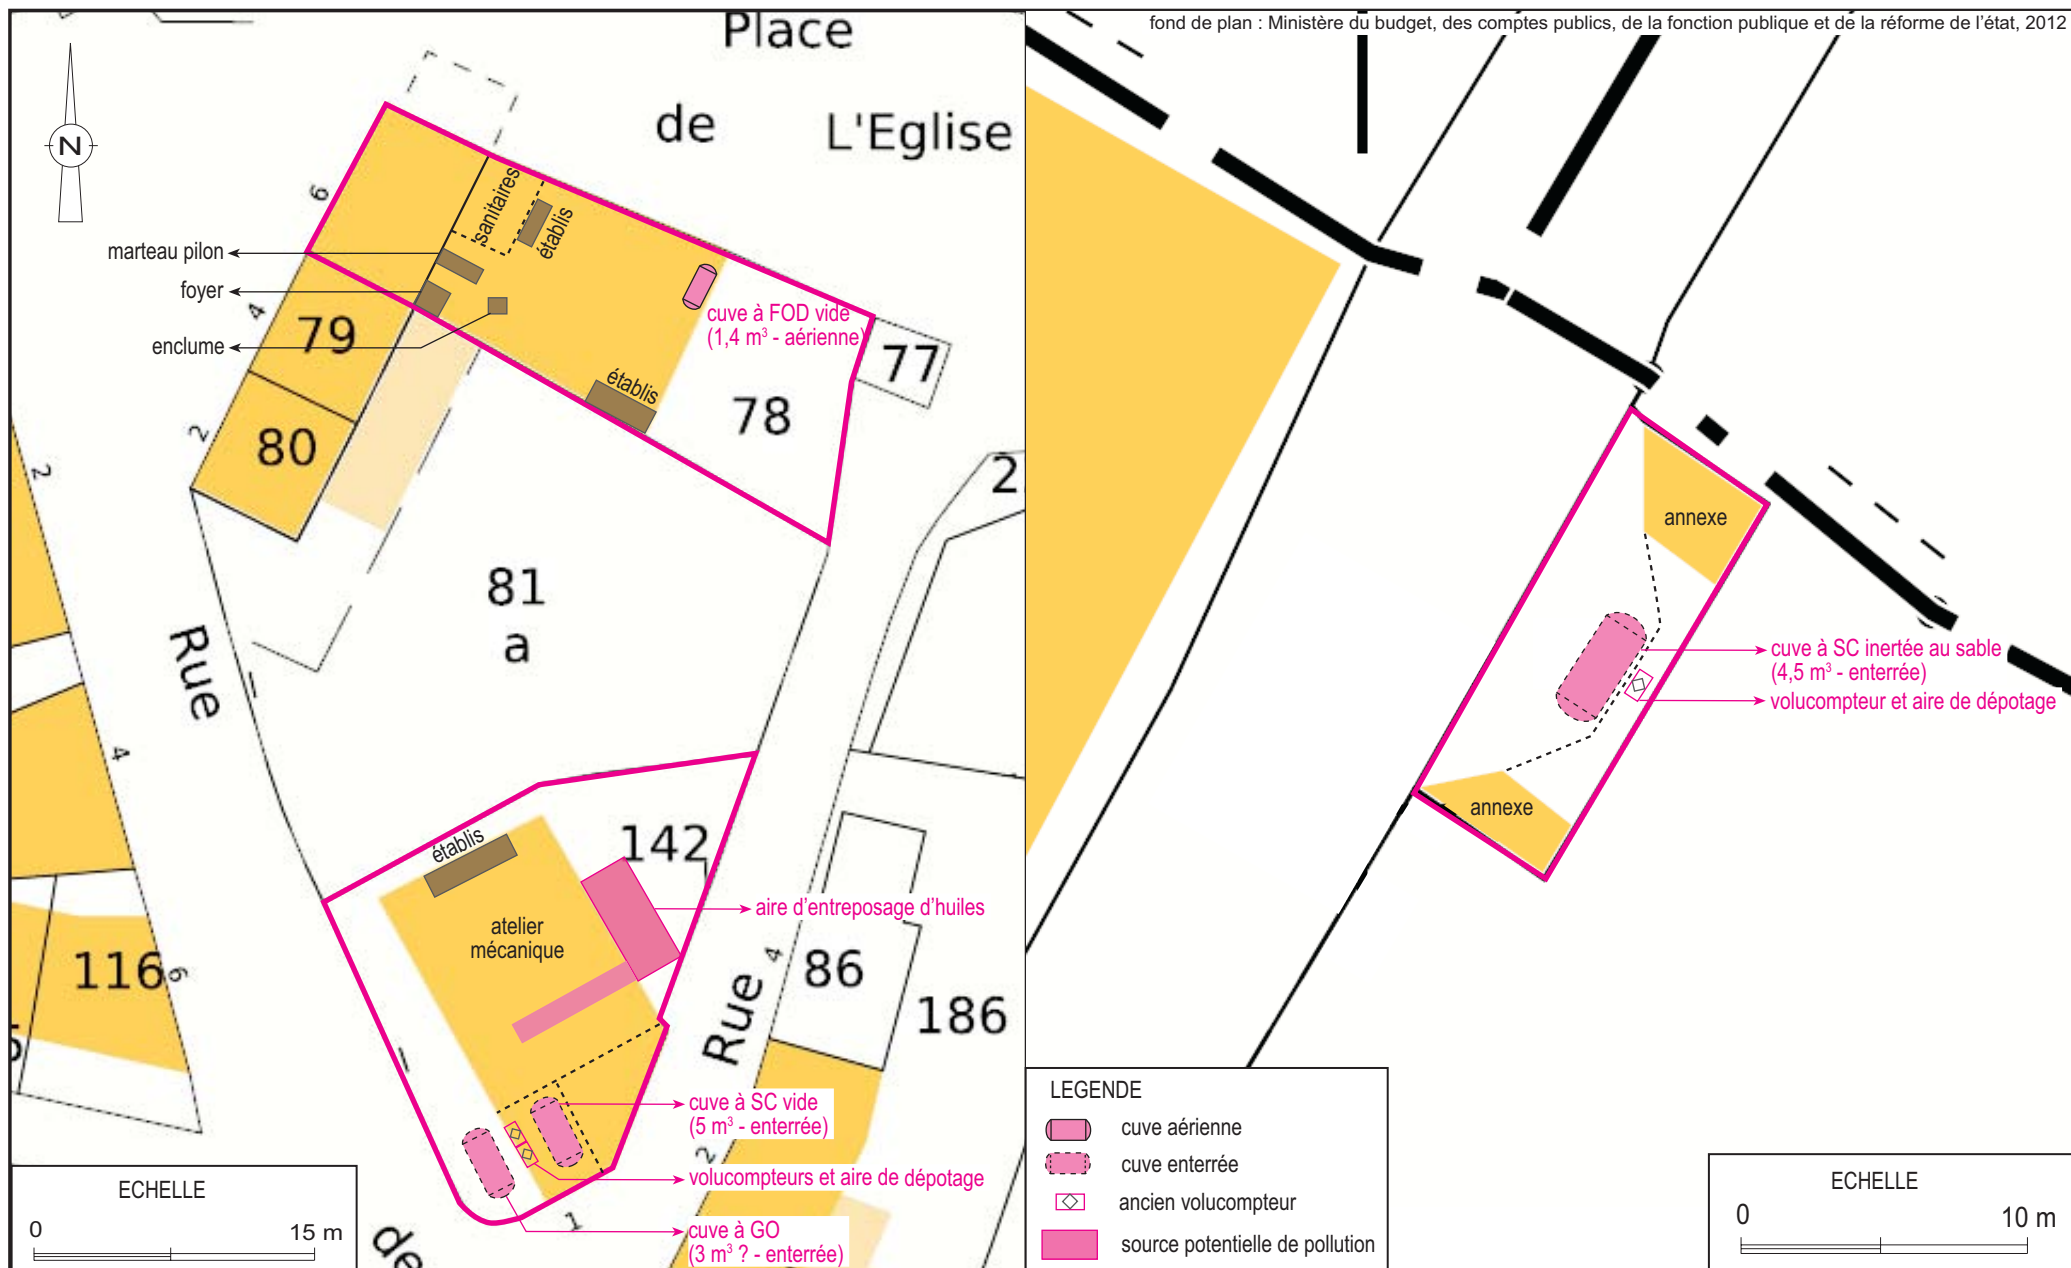 fond de plan : Ministère du budget, des comptes publics, de la fonction publique et de la réforme de l'état, 2012
Place
de
L'Eglise
N
6
sanitaires
établis
marteau pilon
foyer
enclume
4
79
cuve à FOD vide
(1,4 m³ - aérienne)
77
établis
78
2
80
2
2
81
a
Rue
4
établis
142
aire d'entreposage d'huiles
atelier
mécanique
116
6
4
86
186
Rue
cuve à SC vide
(5 m³ - enterrée)
volucompteurs et aire de dépotage
2
cuve à GO
(3 m³ ? - enterrée)
1
de
ECHELLE
0
15 m
annexe
cuve à SC inertée au sable
(4,5 m³ - enterrée)
volucompteur et aire de dépotage
annexe
LEGENDE
cuve aérienne
cuve enterrée
ancien volucompteur
source potentielle de pollution
ECHELLE
0
10 m